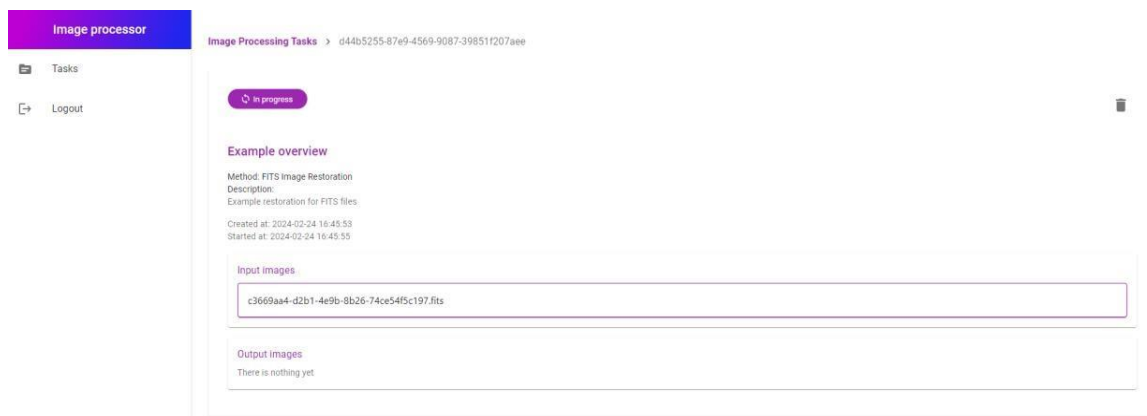 Image processor
Tasks
Logout
Image Processing Tasks > d44b5255-87e9-4569-9087-39851f207aee
In progress
Example overview
Method: FITS Image Restoration
Description:
Example restoration for FITS files
Created at: 2024-02-24 16:45:53
Started at: 2024-02-24 16:45:55
Input images
c3669aa4-d2b1-4e9b-8b26-74ce54f5c197.fits
Output images
There is nothing yet